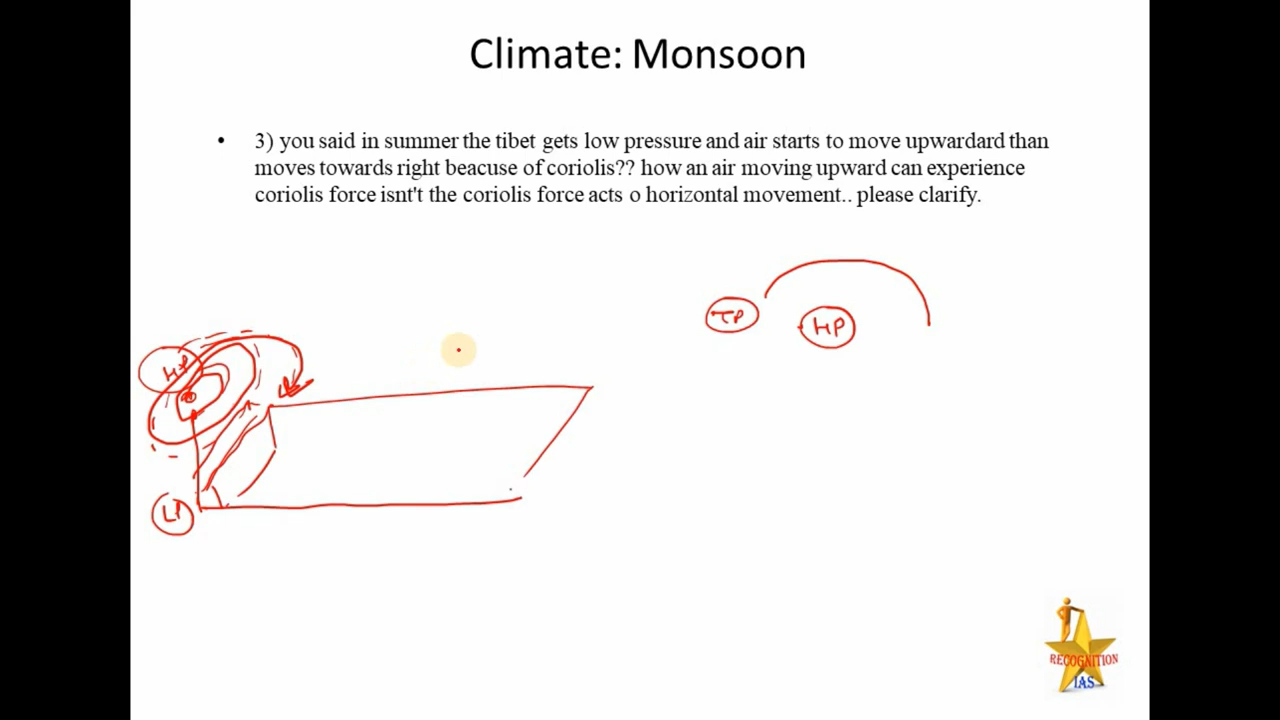 Climate: Monsoon
• 3) you said in summer the tibet gets low pressure and air starts to move upwardard than
moves towards right beacuse of coriolis?? how an air moving upward can experience
coriolis force isnt't the coriolis force acts o horizontal movement.. please clarify.
TP
HP
HP
LP
RECOGNITION
IAS